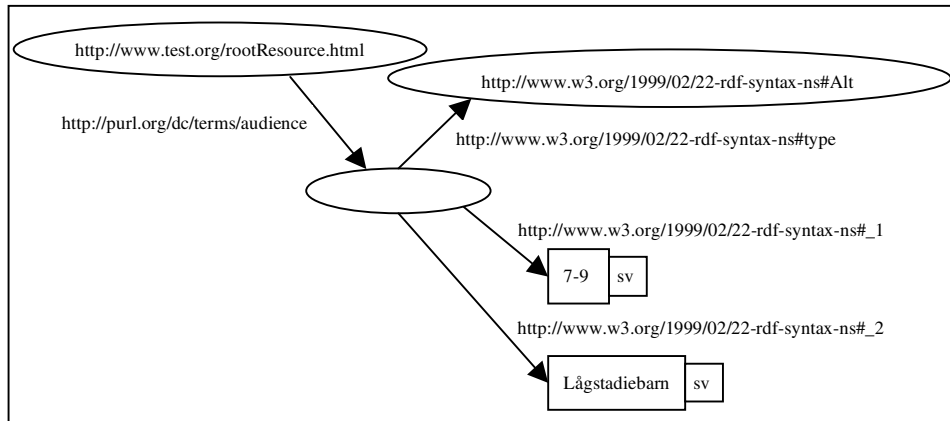 http://www.test.org/rootResource.html
http://www.w3.org/1999/02/22-rdf-syntax-ns#Alt
http://purl.org/dc/terms/audience
http://www.w3.org/1999/02/22-rdf-syntax-ns#type
http://www.w3.org/1999/02/22-rdf-syntax-ns#_1
7-9 sv
http://www.w3.org/1999/02/22-rdf-syntax-ns#_2
Lågstadiebarn sv